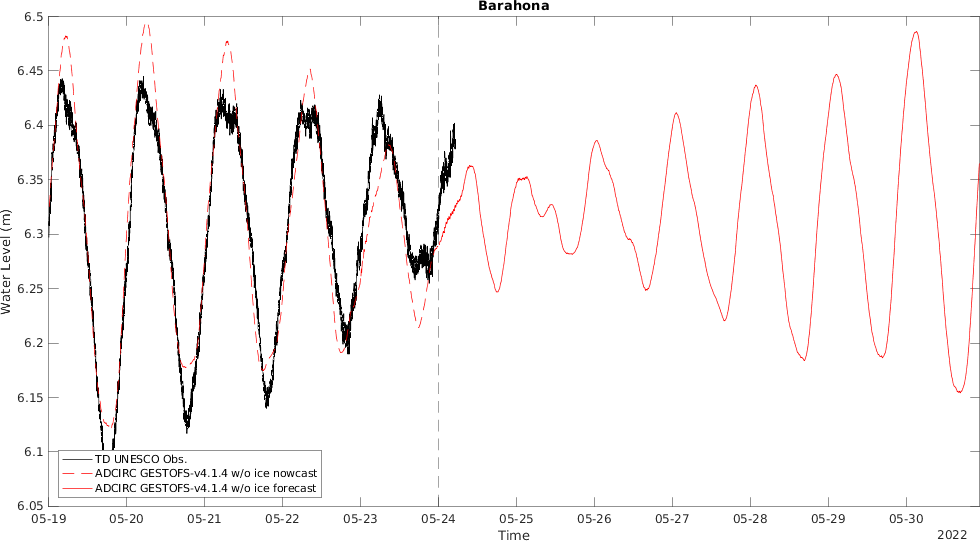 Barahona
6.5
6.45
6.4
6.35
6.3
6.25
6.2
6.15
6.1
6.05
Water Level (m)
TD UNESCO Obs.
ADCIRC GESTOFS-v4.1.4 w/o ice nowcast
ADCIRC GESTOFS-v4.1.4 w/o ice forecast
05-19 05-20 05-21 05-22 05-23 05-24 05-25 05-26 05-27 05-28 05-29 05-30
Time
2022